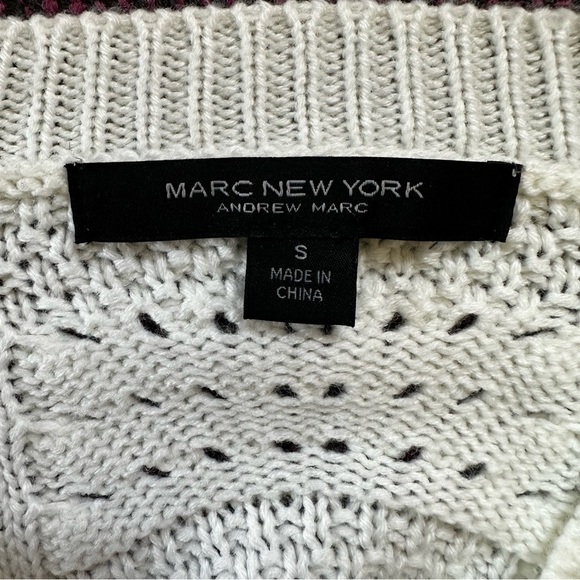 MARC NEW YORK
ANDREW MARC
S
MADE IN
CHINA